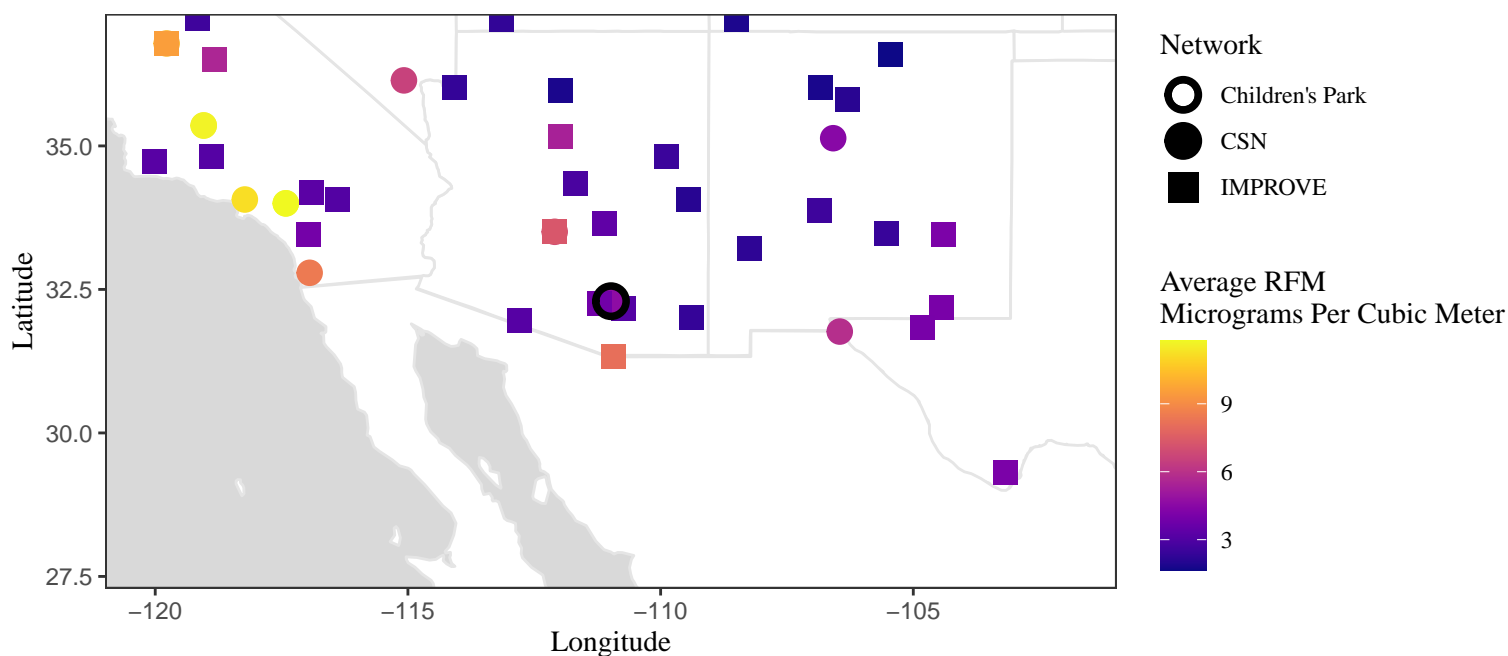 Network
Children's Park
CSN
IMPROVE
Average RFM
Micrograms Per Cubic Meter
9
6
3
Latitude
35.0
32.5
30.0
27.5
−120
−115
−110
−105
Longitude